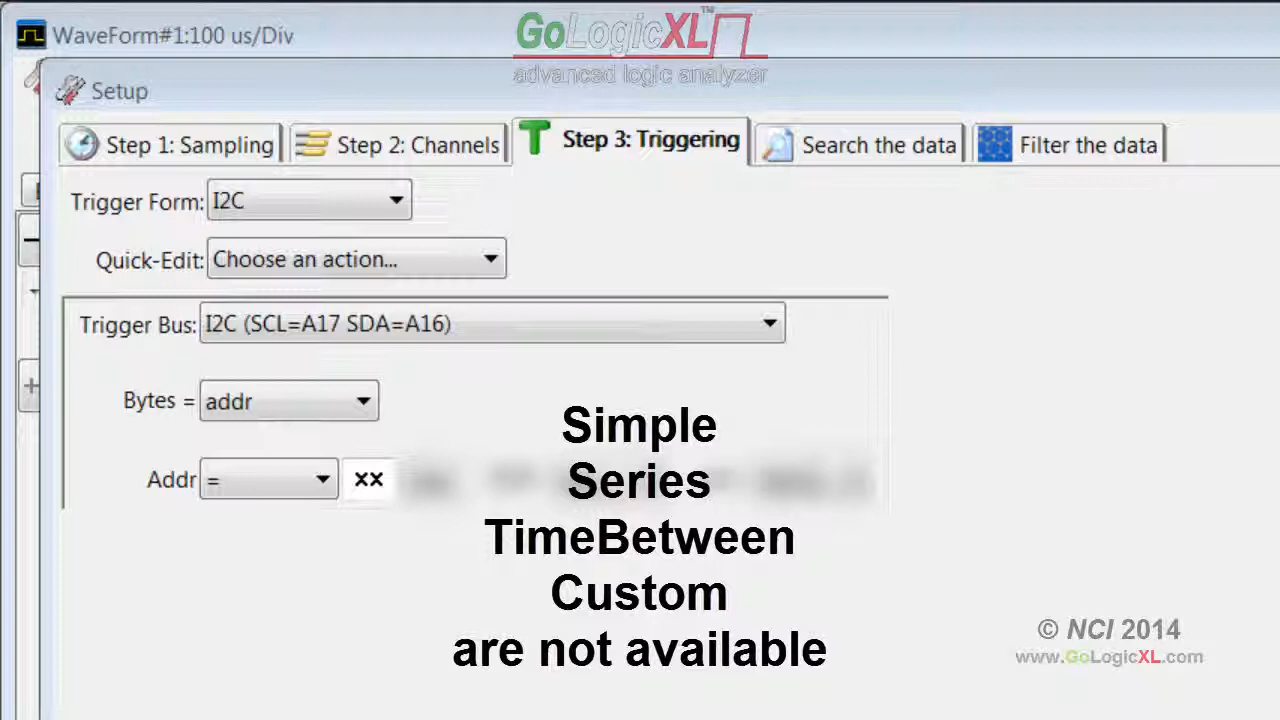 WaveForm#1:100 us/Div
GoLogicXL™
advanced logic analyzer
Setup
Step 1: Sampling
Step 2: Channels
Step 3: Triggering
Search the data
Filter the data
Trigger Form: I2C
Quick-Edit: Choose an action...
Trigger Bus: I2C (SCL=A17 SDA=A16)
Bytes = addr
Addr = XX
Simple
Series
TimeBetween
Custom
are not available
© NCI 2014
www.GoLogicXL.com